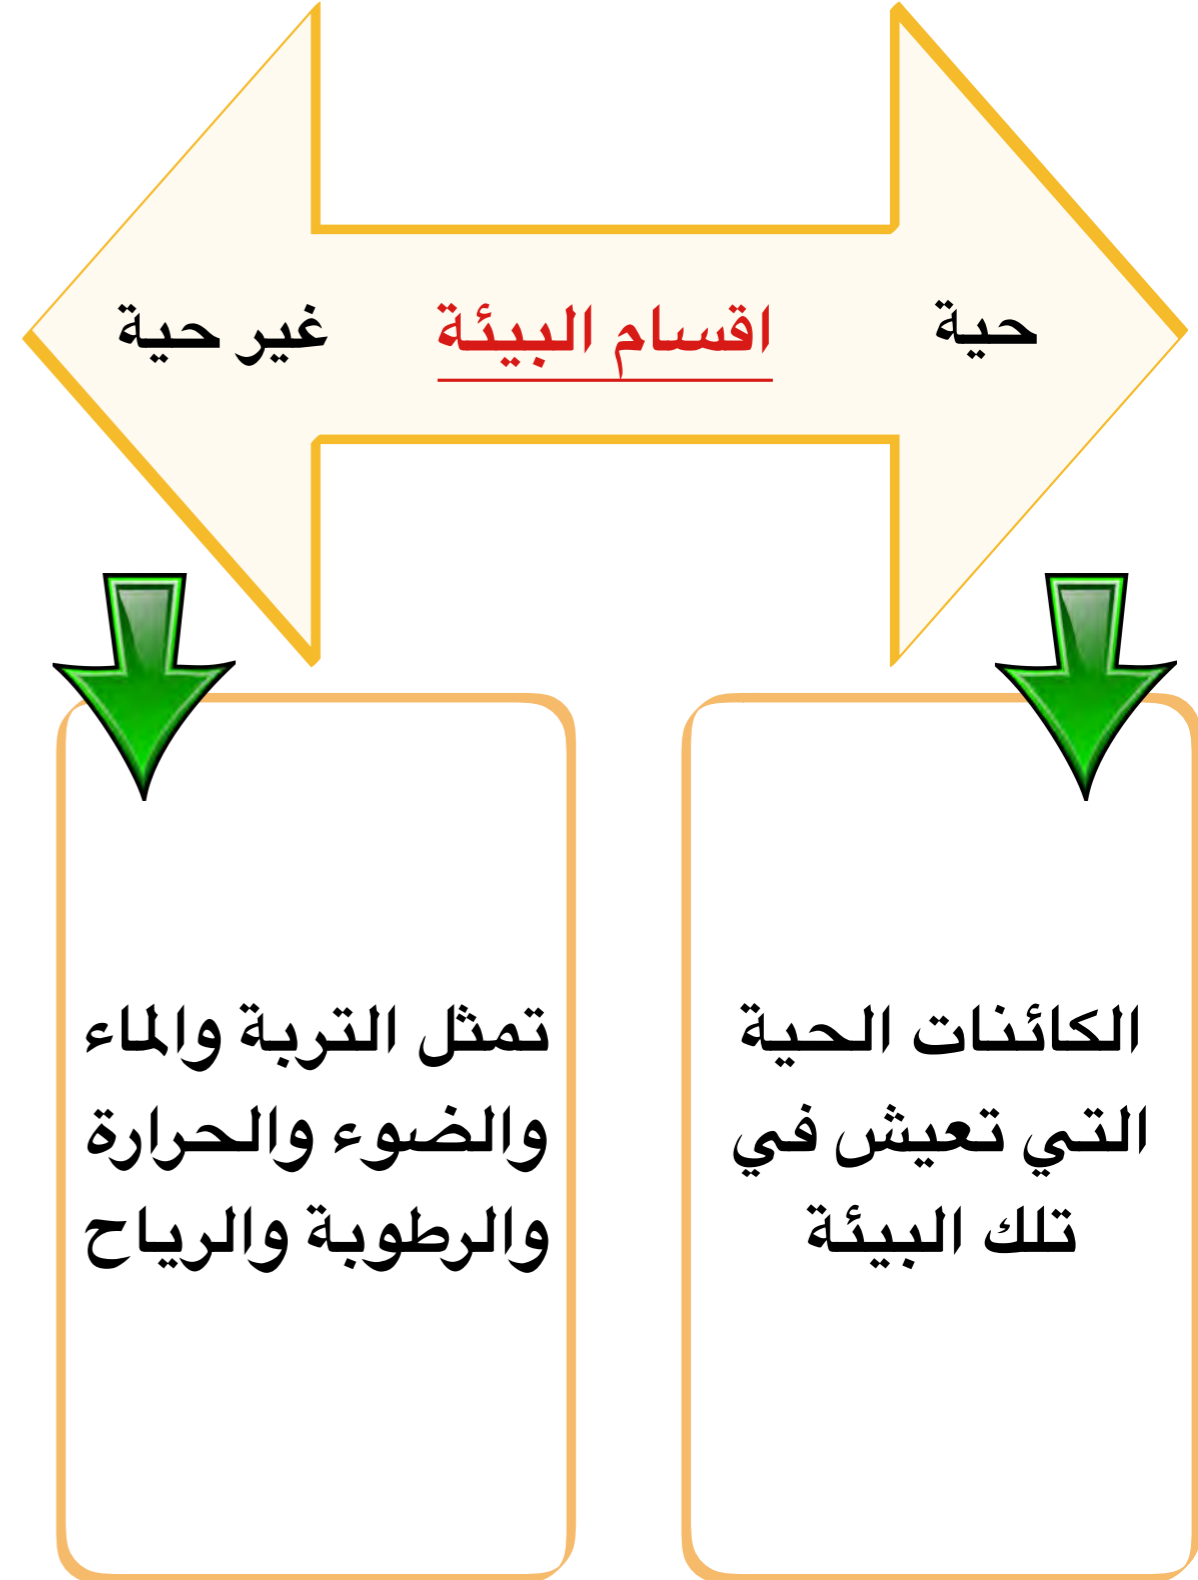 حية
اقسام البيئة
غير حية
الكائنات الحية
التي تعيش في
تلك البيئة
تمثل التربة والماء
والضوء والحرارة
والرطوبة والرياح